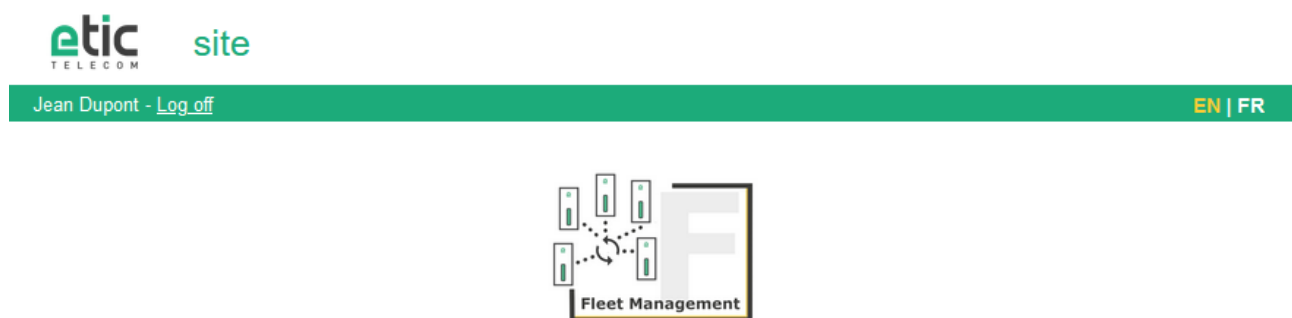 etic site
TELECOM
Jean Dupont - Log off EN | FR
F
Fleet Management